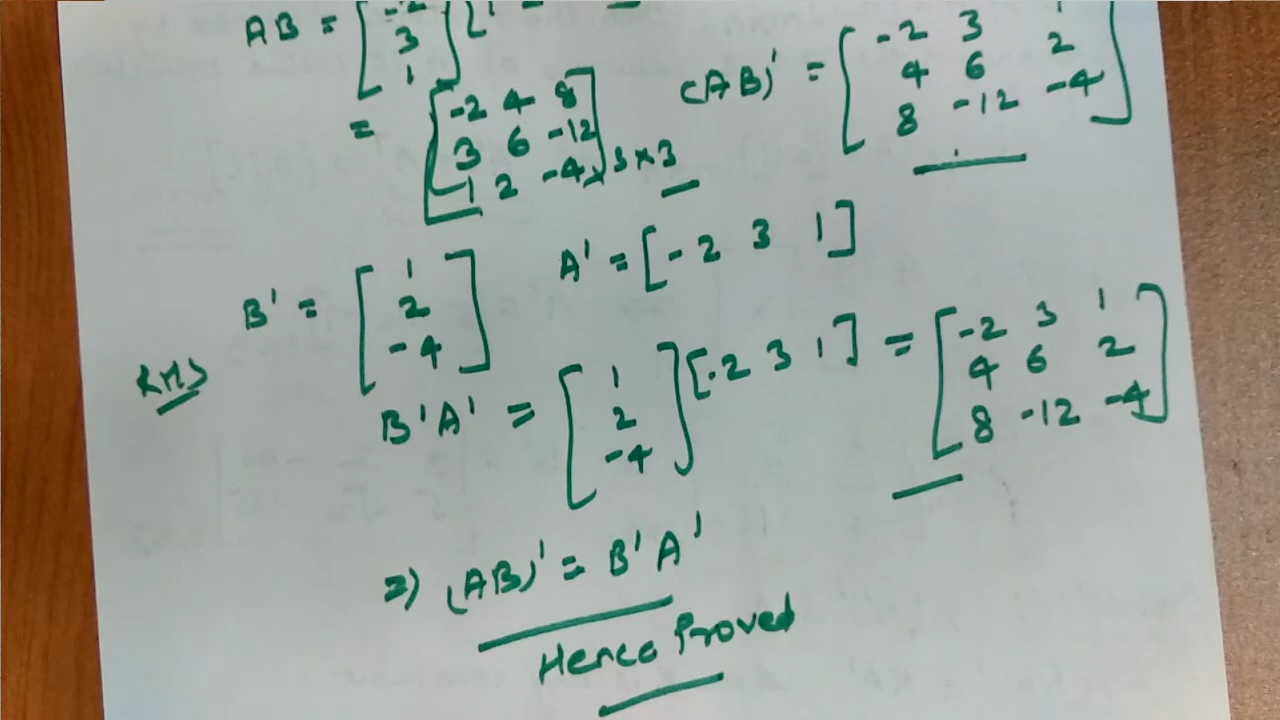 AB = [-2 3 1] [1
= [-2 4 8
3 6 -12
1 2 -4] 3×3
(AB)' = [-2 3 1
4 6 2
8 -12 -4]
B' = [1
2
-4]
A' = [-2 3 1]
RHS
B'A' = [1 2 -4] [-2 3 1] = [-2 3 1
4 6 2
8 -12 -4]
=) (AB)' = B'A'
Hence Proved